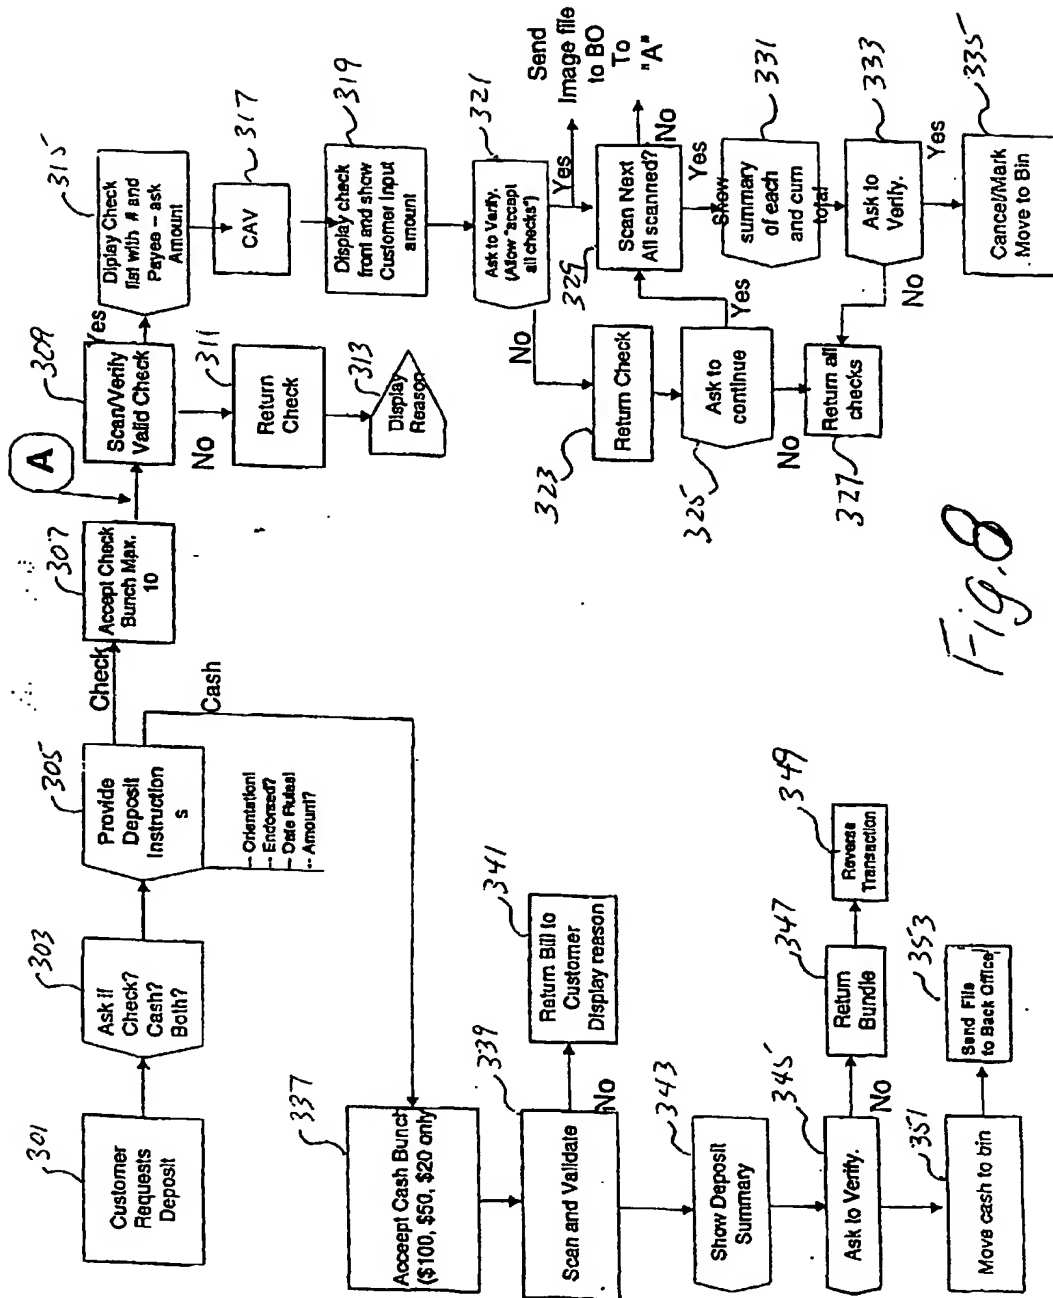 301
Customer
Requests
Deposit
303
Ask if
Check?
Cash?
Both?
305
Provide
Deposit
Instruction
s
-- Orientation!
-- Endorsed?
-- Date Rules!
-- Amount?
Check
Cash
307
Accept Check
Bunch Max.
10
A
309
Scan/Verify
Valid Check
Yes
No
311
Return
Check
313
Display
Reason
315
Diplay Check
list with # and
Payee – ask
Amount
317
CAV
319
Display check
front and show
Customer Input
amount
321
Ask to Verify.
(Allow "accept
all checks")
Yes
No
Send
Image file
to BO
To
"A"
323
Return Check
325
Ask to
continue
Yes
No
327
Return all
checks
329
Scan Next
All scanned?
No
Yes
331
Show
summary
of each
and cum
total
333
Ask to
Verify.
Yes
No
335
Cancel/Mark
Move to Bin
337
Acceept Cash Bunch
($100, $50, $20 only)
339
Scan and Validate
No
341
Return Bill to
Customer
Display reason
343
Show Deposit
Summary
345
Ask to Verify.
No
347
Return
Bundle
349
Reverse
Transaction
351
Move cash to bin
353
Send File
to Back Office
Fig. 8